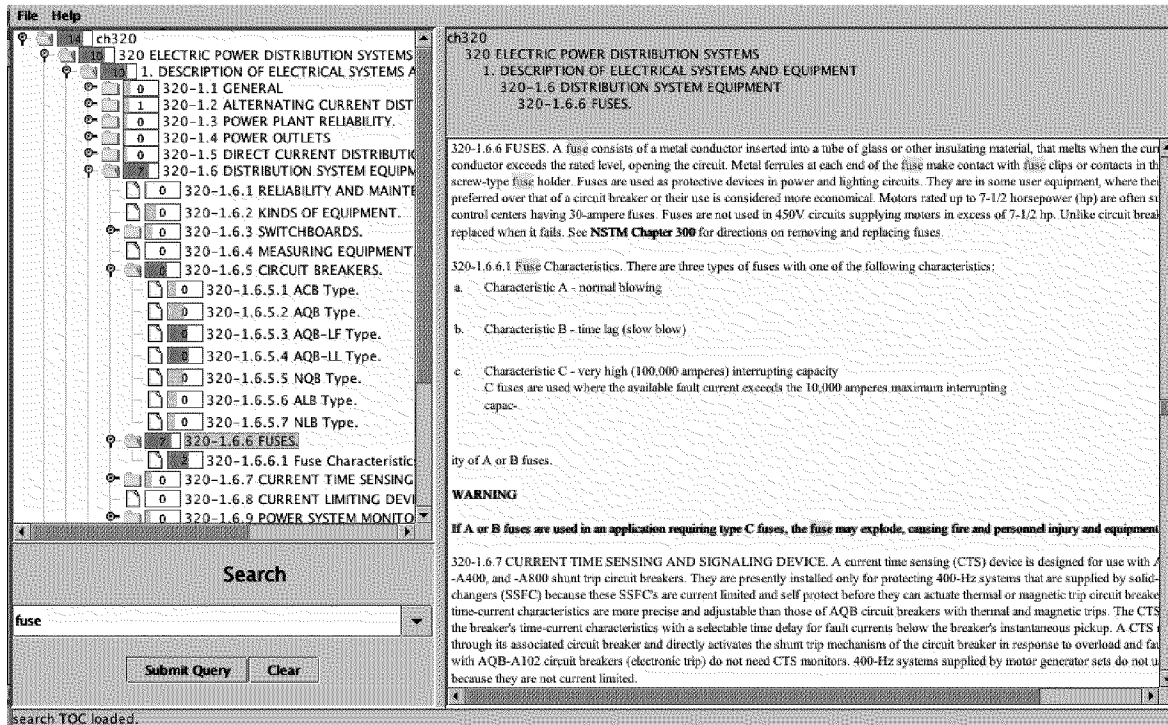 File Help
14 ch320
320 ELECTRIC POWER DISTRIBUTION SYSTEMS
1. DESCRIPTION OF ELECTRICAL SYSTEMS A
0 320-1.1 GENERAL
1 320-1.2 ALTERNATING CURRENT DIST
0 320-1.3 POWER PLANT RELIABILITY.
0 320-1.4 POWER OUTLETS
0 320-1.5 DIRECT CURRENT DISTRIBUTI
7 320-1.6 DISTRIBUTION SYSTEM EQUIPM
0 320-1.6.1 RELIABILITY AND MAINTE
0 320-1.6.2 KINDS OF EQUIPMENT.
0 320-1.6.3 SWITCHBOARDS.
0 320-1.6.4 MEASURING EQUIPMENT
0 320-1.6.5 CIRCUIT BREAKERS.
0 320-1.6.5.1 ACB Type.
0 320-1.6.5.2 AQB Type.
0 320-1.6.5.3 AQB-LF Type.
0 320-1.6.5.4 AQB-LL Type.
0 320-1.6.5.5 NQB Type.
0 320-1.6.5.6 ALB Type.
0 320-1.6.5.7 NLB Type.
7 320-1.6.6 FUSES.
2 320-1.6.6.1 Fuse Characteristic
0 320-1.6.7 CURRENT TIME SENSING
0 320-1.6.8 CURRENT LIMITING DEVI
0 320-1.6.9 POWER SYSTEM MONITO
Search
fuse
Submit Query Clear
search TOC loaded.
ch320
320 ELECTRIC POWER DISTRIBUTION SYSTEMS
1. DESCRIPTION OF ELECTRICAL SYSTEMS AND EQUIPMENT
320-1.6 DISTRIBUTION SYSTEM EQUIPMENT
320-1.6.6 FUSES.
320-1.6.6 FUSES. A fuse consists of a metal conductor inserted into a tube of glass or other insulating material, that melts when the curr
conductor exceeds the rated level, opening the circuit. Metal ferrules at each end of the fuse make contact with fuse clips or contacts in th
screw-type fuse holder. Fuses are used as protective devices in power and lighting circuits. They are in some user equipment, where thei
preferred over that of a circuit breaker or their use is considered more economical. Motors rated up to 7-1/2 horsepower (hp) are often su
control centers having 30-ampere fuses. Fuses are not used in 450V circuits supplying motors in excess of 7-1/2 hp. Unlike circuit breal
replaced when it fails. See NSTM Chapter 300 for directions on removing and replacing fuses.
320-1.6.6.1 Fuse Characteristics. There are three types of fuses with one of the following characteristics:
a. Characteristic A - normal blowing
b. Characteristic B - time lag (slow blow)
c. Characteristic C - very high (100,000 amperes) interrupting capacity
C fuses are used where the available fault current exceeds the 10,000 amperes maximum interrupting
capac-
ity of A or B fuses.
WARNING
If A or B fuses are used in an application requiring type C fuses, the fuse may explode, causing fire and personnel injury and equipment
320-1.6.7 CURRENT TIME SENSING AND SIGNALING DEVICE. A current time sensing (CTS) device is designed for use with A
-A400, and -A800 shunt trip circuit breakers. They are presently installed only for protecting 400-Hz systems that are supplied by solid-
changers (SSFC) because these SSFC's are current limited and self protect before they can actuate thermal or magnetic trip circuit breake
time-current characteristics are more precise and adjustable than those of AQB circuit breakers with thermal and magnetic trips. The CTS
the breaker's time-current characteristics with a selectable time delay for fault currents below the breaker's instantaneous pickup. A CTS
through its associated circuit breaker and directly activates the shunt trip mechanism of the circuit breaker in response to overload and fau
with AQB-A102 circuit breakers (electronic trip) do not need CTS monitors. 400-Hz systems supplied by motor generator sets do not u
because they are not current limited.